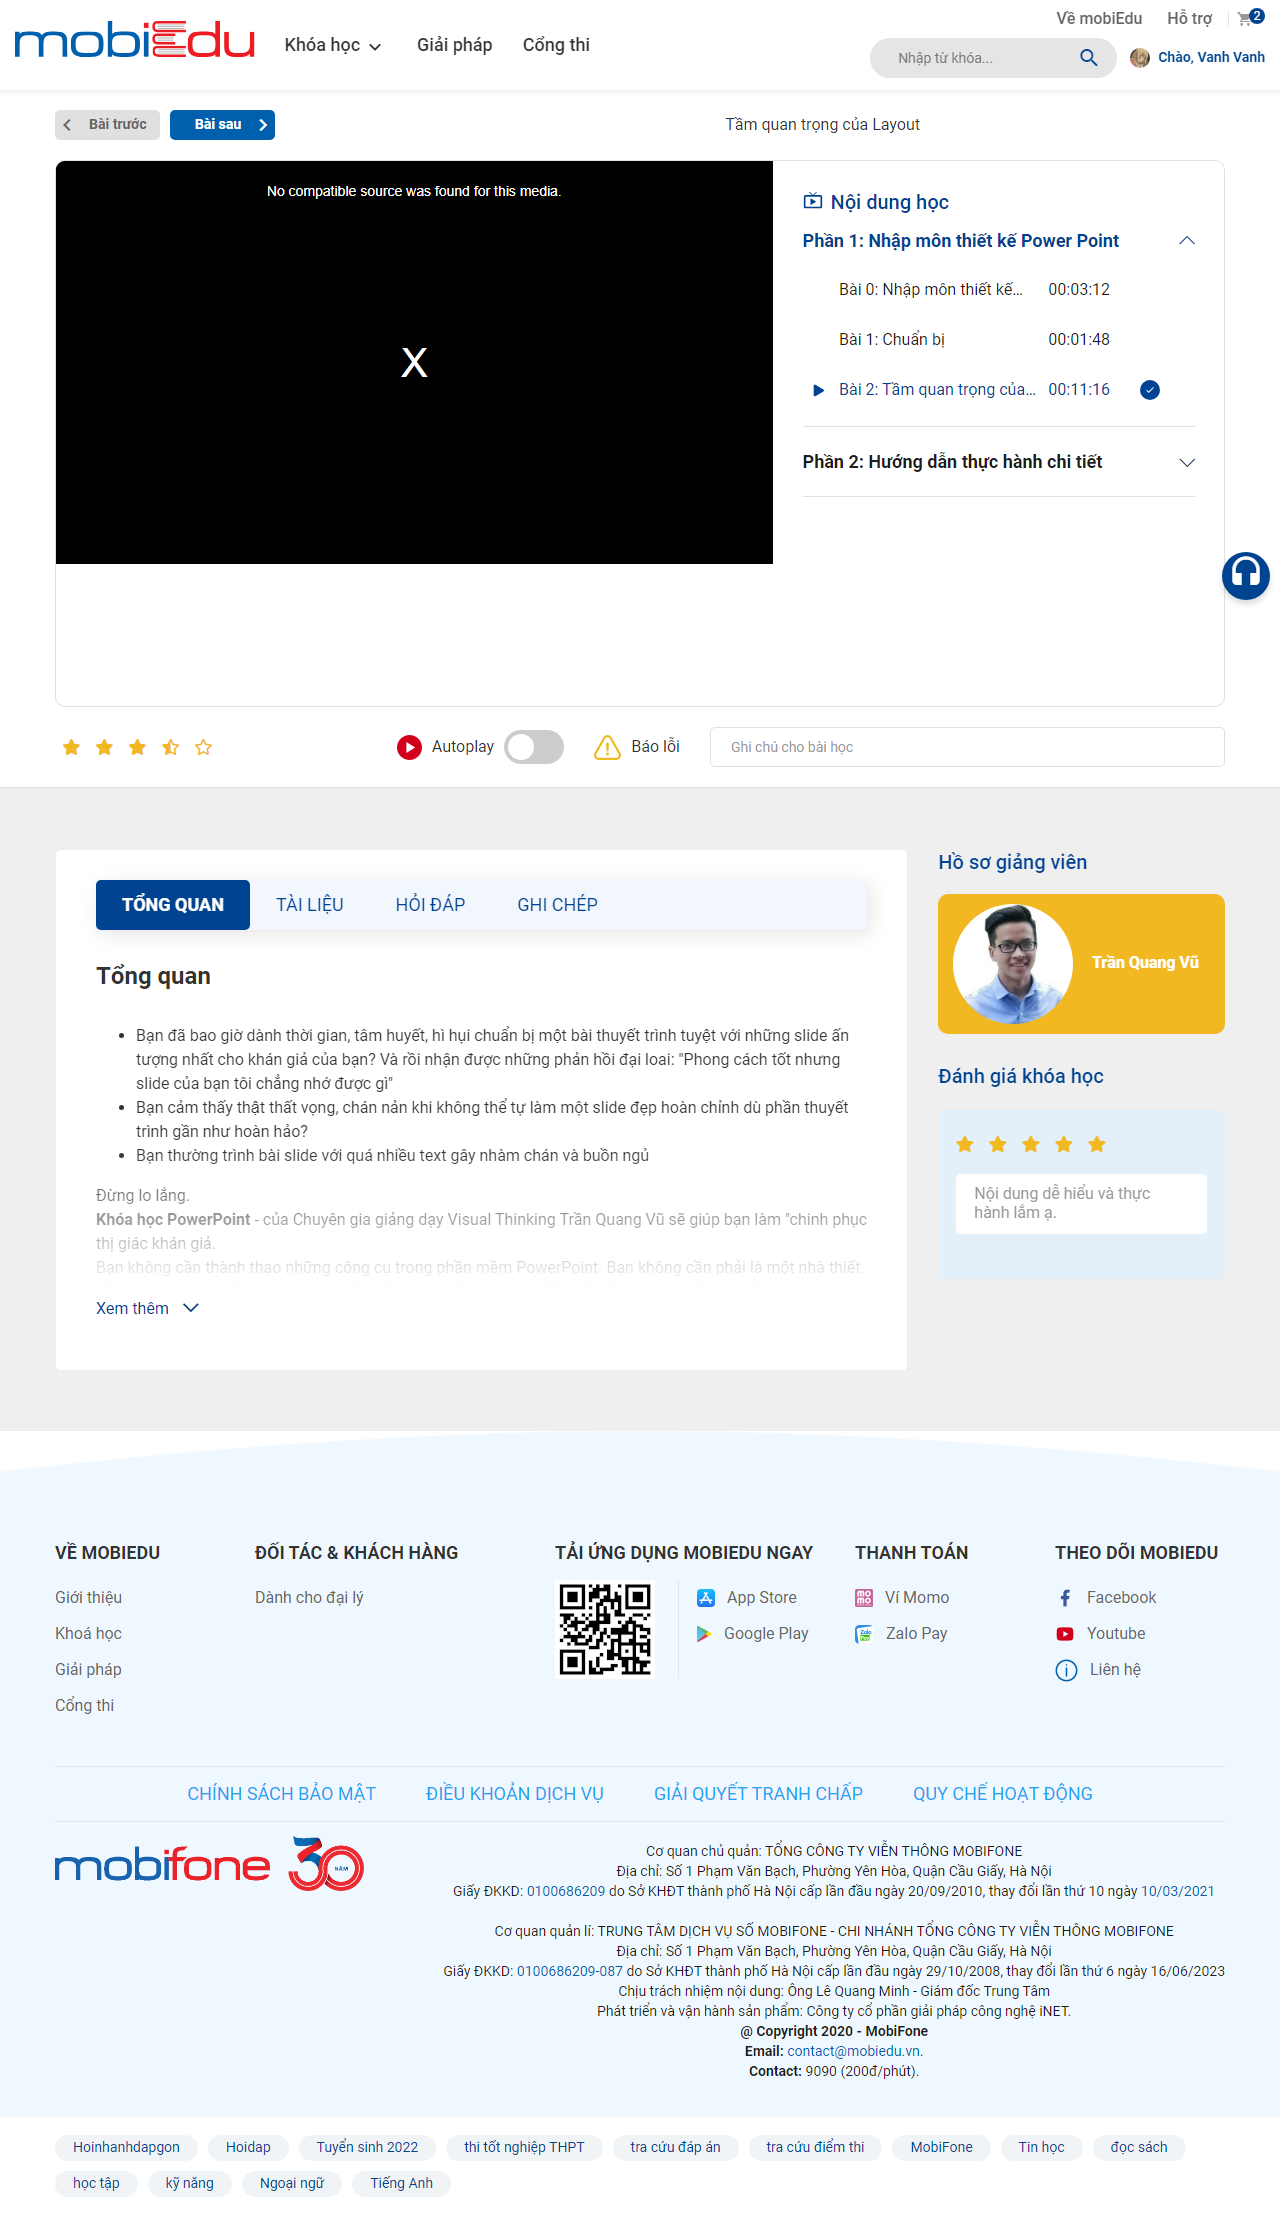 Về mobiEdu Hỗ trợ 2
mobiEdu Khóa học Giải pháp Cổng thi
Nhập từ khóa... Chào, Vanh Vanh
Bài trước Bài sau Tầm quan trọng của Layout
No compatible source was found for this media.
X
Nội dung học
Phần 1: Nhập môn thiết kế Power Point
Bài 0: Nhập môn thiết kế... 00:03:12
Bài 1: Chuẩn bị 00:01:48
Bài 2: Tầm quan trọng của... 00:11:16
Phần 2: Hướng dẫn thực hành chi tiết
Autoplay Báo lỗi Ghi chú cho bài học
TỔNG QUAN TÀI LIỆU HỎI ĐÁP GHI CHÉP
Tổng quan
Bạn đã bao giờ dành thời gian, tâm huyết, hì hụi chuẩn bị một bài thuyết trình tuyệt với những slide ấn
tượng nhất cho khán giả của bạn? Và rồi nhận được những phản hồi đại loai: "Phong cách tốt nhưng
slide của bạn tôi chẳng nhớ được gì"
Bạn cảm thấy thật thất vọng, chán nản khi không thể tự làm một slide đẹp hoàn chỉnh dù phần thuyết
trình gần như hoàn hảo?
Bạn thường trình bài slide với quá nhiều text gây nhàm chán và buồn ngủ
Đừng lo lắng.
Khóa học PowerPoint - của Chuyên gia giảng dạy Visual Thinking Trần Quang Vũ sẽ giúp bạn làm "chinh phục
thị giác khán giả.
Bạn không cần thành thạo những công cụ trong phần mềm PowerPoint. Bạn không cần phải là một nhà thiết
Xem thêm
Hồ sơ giảng viên
Trần Quang Vũ
Đánh giá khóa học
Nội dung dễ hiểu và thực
hành lắm ạ.
VỀ MOBIEDU
Giới thiệu
Khoá học
Giải pháp
Cổng thi
ĐỐI TÁC & KHÁCH HÀNG
Dành cho đại lý
TẢI ỨNG DỤNG MOBIEDU NGAY
App Store
Google Play
THANH TOÁN
Ví Momo
Zalo Pay
THEO DÕI MOBIEDU
Facebook
Youtube
Liên hệ
CHÍNH SÁCH BẢO MẬT ĐIỀU KHOẢN DỊCH VỤ GIẢI QUYẾT TRANH CHẤP QUY CHẾ HOẠT ĐỘNG
mobifone 30 NĂM
Cơ quan chủ quản: TỔNG CÔNG TY VIỄN THÔNG MOBIFONE
Địa chỉ: Số 1 Phạm Văn Bạch, Phường Yên Hòa, Quận Cầu Giấy, Hà Nội
Giấy ĐKKD: 0100686209 do Sở KHĐT thành phố Hà Nội cấp lần đầu ngày 20/09/2010, thay đổi lần thứ 10 ngày 10/03/2021
Cơ quan quản lí: TRUNG TÂM DỊCH VỤ SỐ MOBIFONE - CHI NHÁNH TỔNG CÔNG TY VIỄN THÔNG MOBIFONE
Địa chỉ: Số 1 Phạm Văn Bạch, Phường Yên Hòa, Quận Cầu Giấy, Hà Nội
Giấy ĐKKD: 0100686209-087 do Sở KHĐT thành phố Hà Nội cấp lần đầu ngày 29/10/2008, thay đổi lần thứ 6 ngày 16/06/2023
Chịu trách nhiệm nội dung: Ông Lê Quang Minh - Giám đốc Trung Tâm
Phát triển và vận hành sản phẩm: Công ty cổ phần giải pháp công nghệ iNET.
@ Copyright 2020 - MobiFone
Email: contact@mobiedu.vn.
Contact: 9090 (200đ/phút).
Hoinhanhdapgon Hoidap Tuyển sinh 2022 thi tốt nghiệp THPT tra cứu đáp án tra cứu điểm thi MobiFone Tin học đọc sách
học tập kỹ năng Ngoại ngữ Tiếng Anh